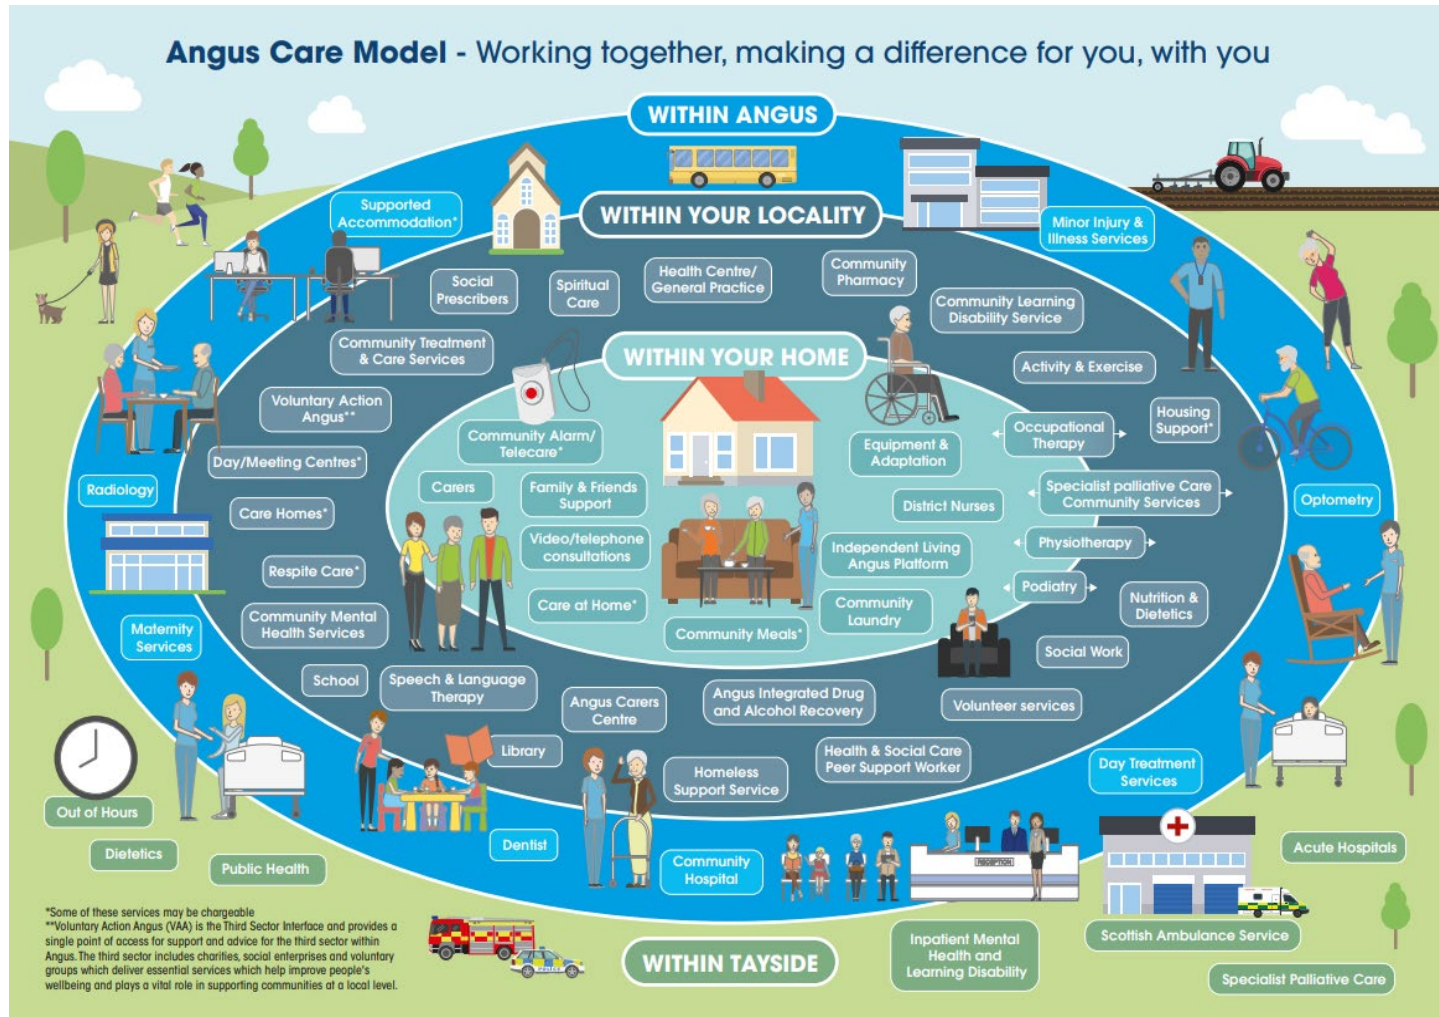 Angus Care Model - Working together, making a difference for you, with you
WITHIN ANGUS
WITHIN YOUR LOCALITY
Supported
Accommodation*
Minor Injury &
Illness Services
Social
Prescribers
Spiritual
Care
Health Centre/
General Practice
Community
Pharmacy
Community Learning
Disability Service
Community Treatment
& Care Services
WITHIN YOUR HOME
Activity & Exercise
Voluntary Action
Angus**
Housing
Support*
Community Alarm/
Telecare*
Equipment &
Adaptation
Occupational
Therapy
Day/Meeting Centres*
Radiology
Carers
Family & Friends
Support
District Nurses
Specialist palliative Care
Community Services
Optometry
Care Homes*
Video/telephone
consultations
Independent Living
Angus Platform
Physiotherapy
Respite Care*
Care at Home*
Community
Laundry
Podiatry
Nutrition &
Dietetics
Community Mental
Health Services
Maternity
Services
Community Meals*
Social Work
School
Speech & Language
Therapy
Angus Carers
Centre
Angus Integrated Drug
and Alcohol Recovery
Volunteer services
Library
Homeless
Support Service
Health & Social Care
Peer Support Worker
Day Treatment
Services
Out of Hours
Dietetics
Public Health
Dentist
Community
Hospital
RECEPTION
Acute Hospitals
*Some of these services may be chargeable
**Voluntary Action Angus (VAA) is the Third Sector Interface and provides a
single point of access for support and advice for the third sector within
Angus. The third sector includes charities, social enterprises and voluntary
groups which deliver essential services which help improve people's
wellbeing and plays a vital role in supporting communities at a local level.
POLICE
WITHIN TAYSIDE
Inpatient Mental
Health and
Learning Disability
Scottish Ambulance Service
Specialist Palliative Care